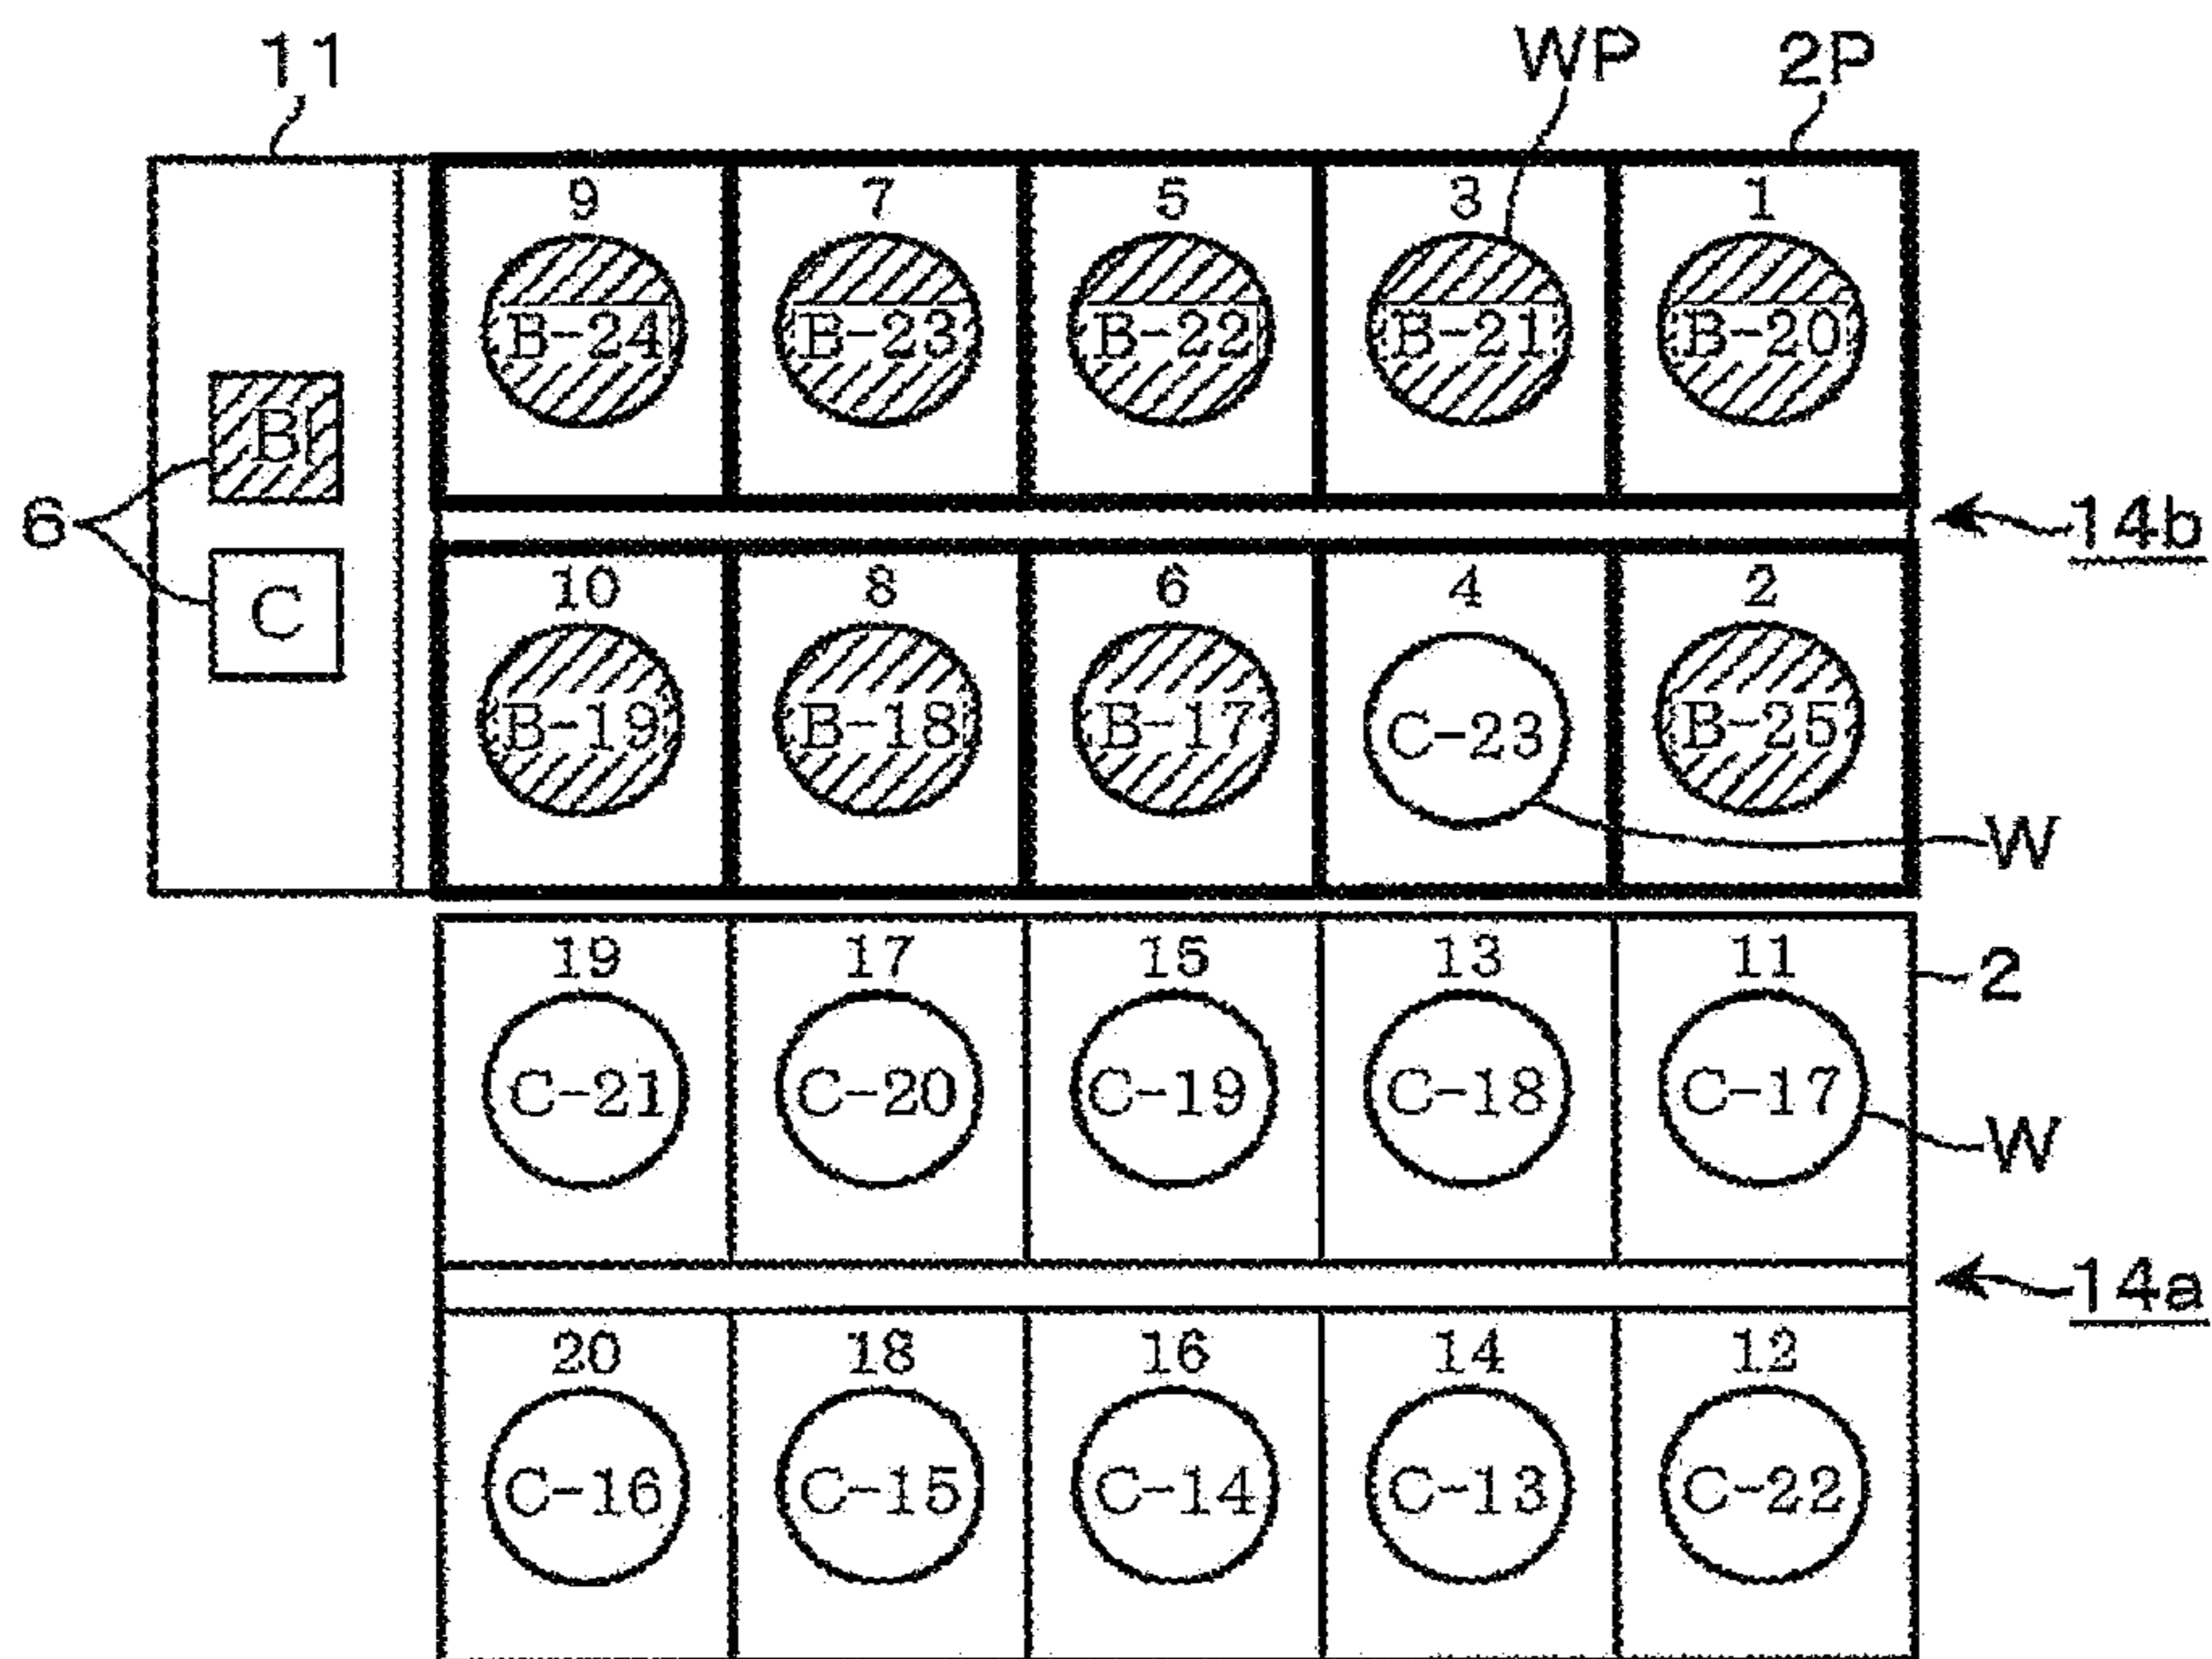 11 WP 2P
9 7 5 3 1
B-24 B-23 B-22 B-21 B-20
B
6
14b
C
10 8 6 4 2
B-19 B-18 B-17 C-23 B-25
W
19 17 15 13 11
2
C-21 C-20 C-19 C-18 C-17
W
14a
20 18 16 14 12
C-16 C-15 C-14 C-13 C-22